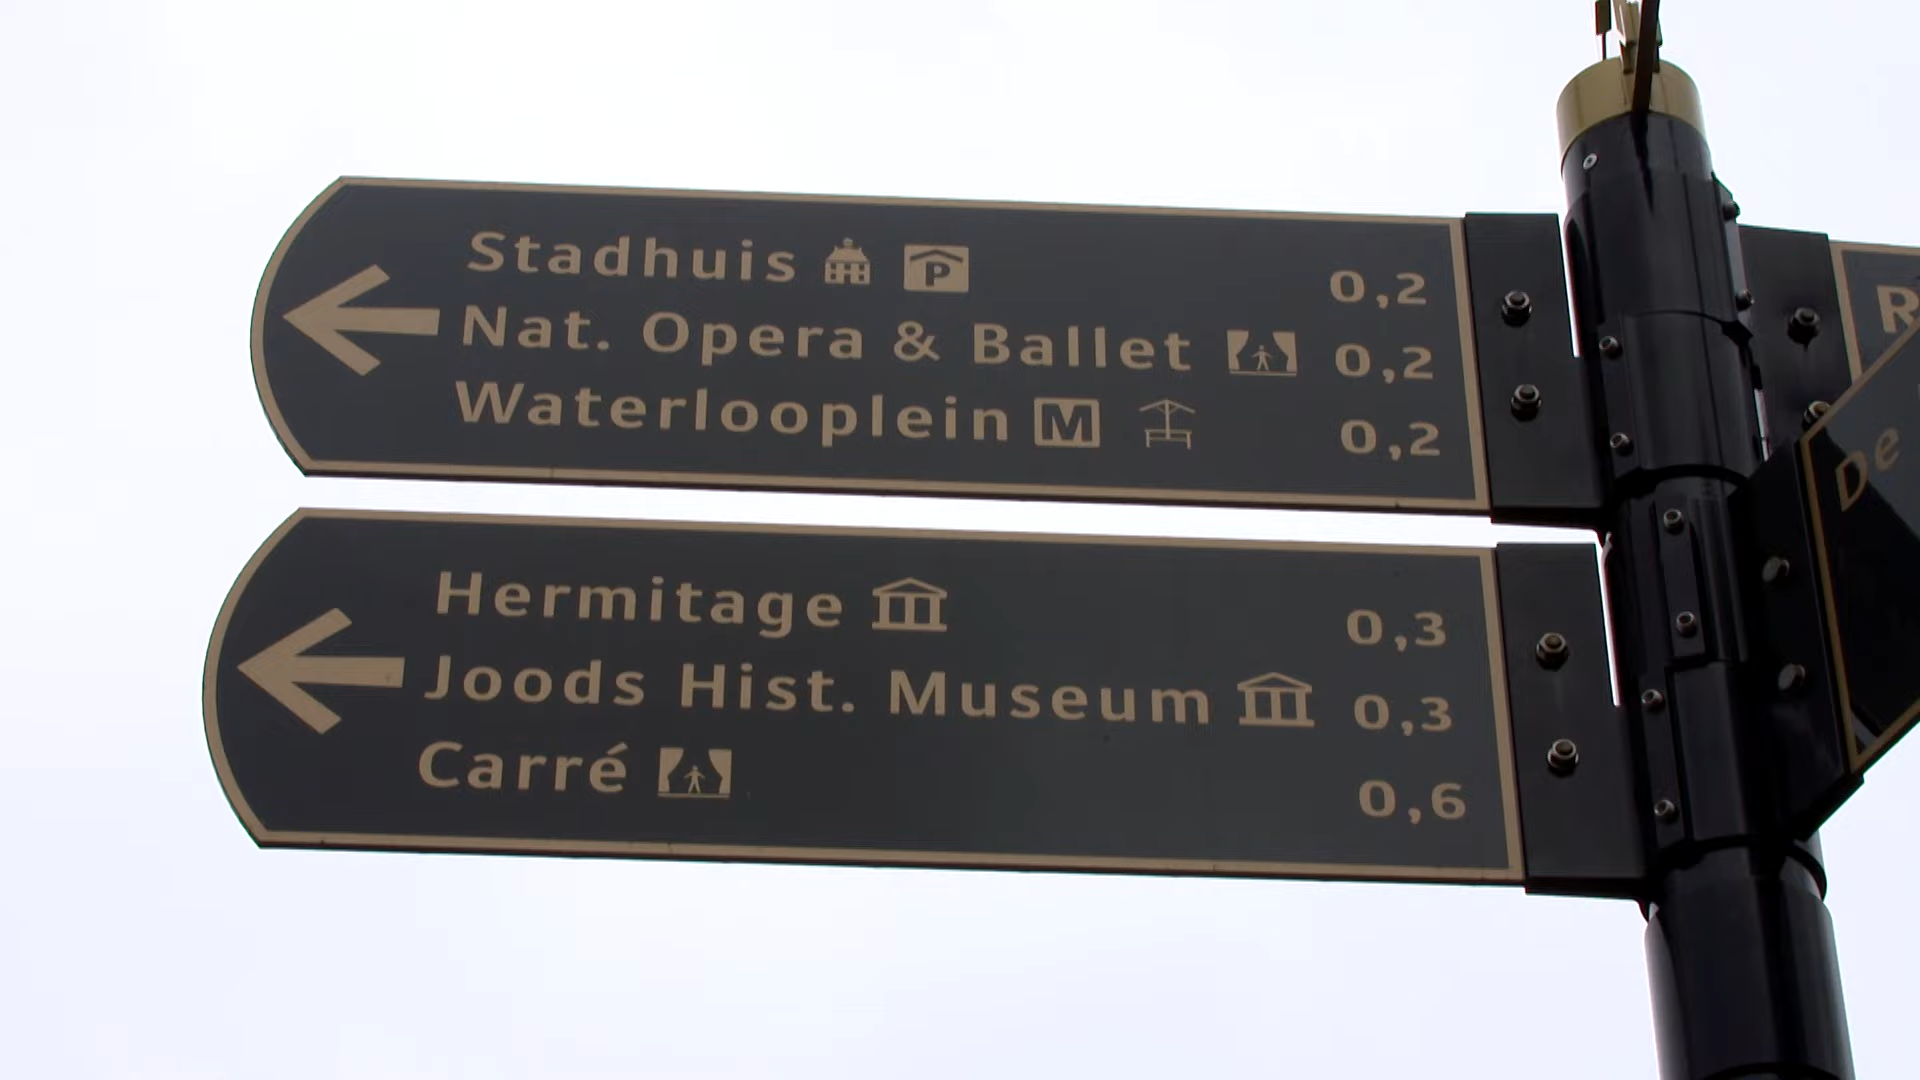 Stadhuis P 0,2
Nat. Opera & Ballet 0,2
Waterlooplein M 0,2
Hermitage 0,3
Joods Hist. Museum 0,3
Carré 0,6
R
De